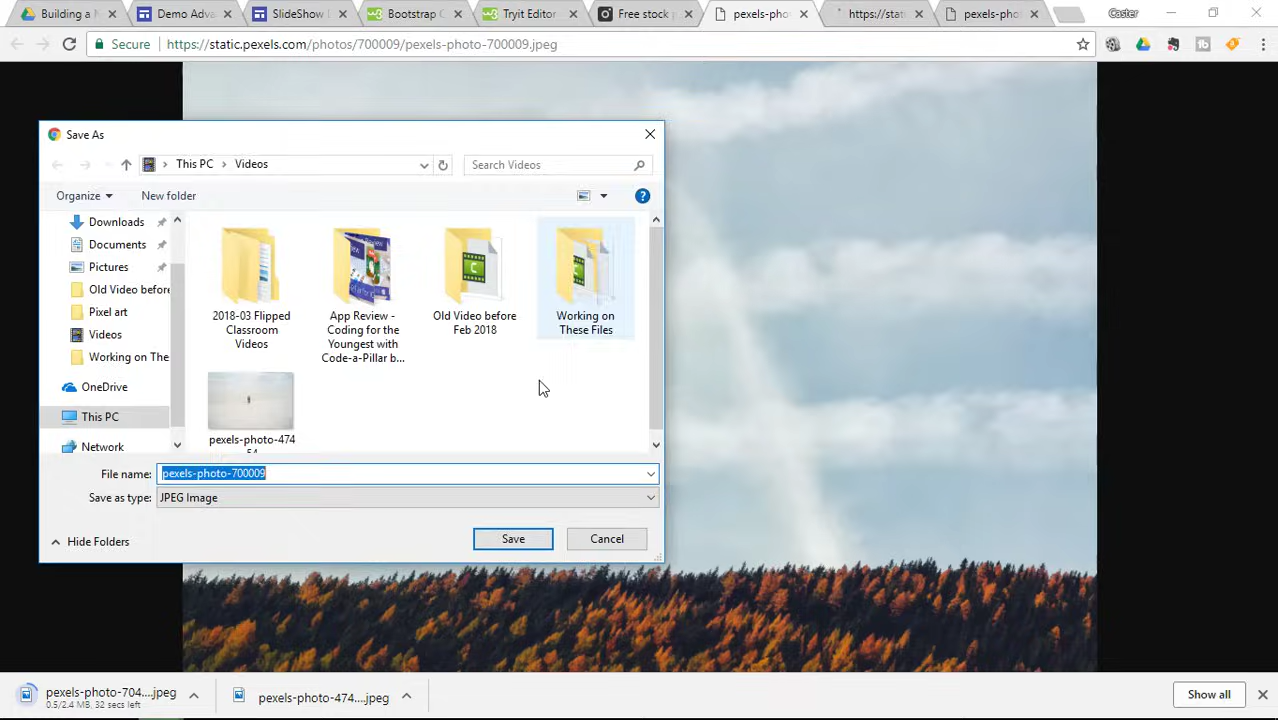 Building a N
Demo Adva
SlideShow L
Bootstrap C
Tryit Editor
Free stock p
pexels-pho
https://stat
pexels-pho
Caster
Secure
https://static.pexels.com/photos/700009/pexels-photo-700009.jpeg
Save As
This PC > Videos
Search Videos
Organize
New folder
Downloads
Documents
Pictures
Old Video before
Pixel art
Videos
Working on The
OneDrive
This PC
Network
2018-03 Flipped
Classroom
Videos
App Review -
Coding for the
Youngest with
Code-a-Pillar b...
Old Video before
Feb 2018
Working on
These Files
pexels-photo-474
File name:
pexels-photo-700009
Save as type:
JPEG Image
Hide Folders
Save
Cancel
pexels-photo-704....jpeg
0.5/2.4 MB, 32 secs left
pexels-photo-474....jpeg
Show all